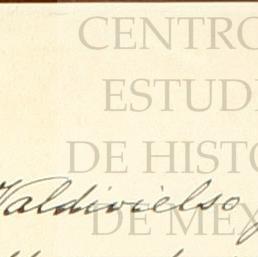 CENTRO
ESTUDI
DE HISTO
Valdivielso y
DE MEX